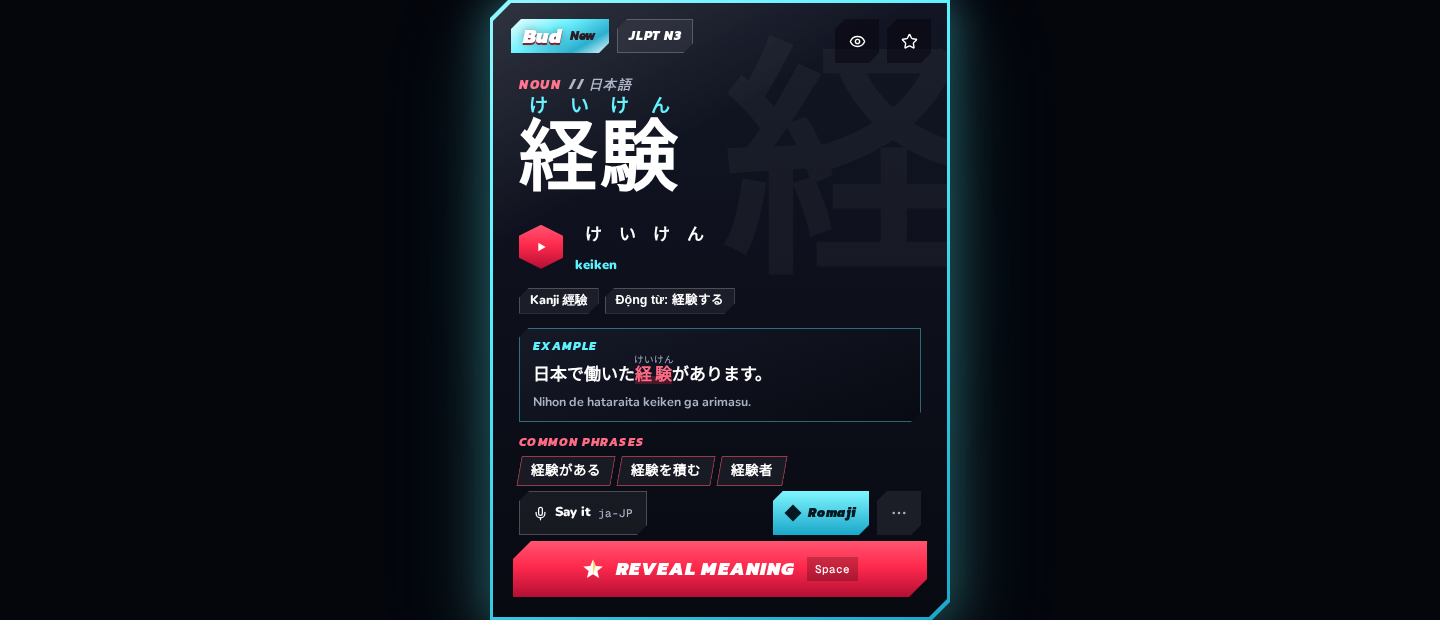 Bud New JLPT N3
NOUN // 日本語
けいけん
経験
経
けいけん
keiken
Kanji 經驗 Động từ: 経験する
EXAMPLE
けいけん
日本で働いた経験があります。
Nihon de hataraita keiken ga arimasu.
COMMON PHRASES
経験がある 経験を積む 経験者
Say it ja-JP Romaji ...
REVEAL MEANING Space